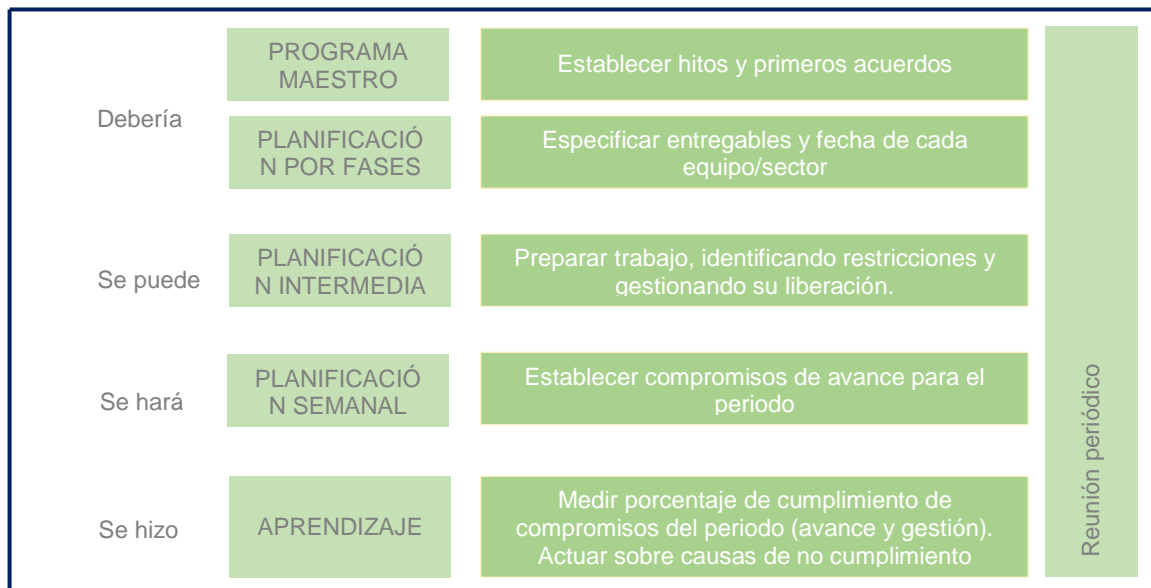 Debería
PROGRAMA
MAESTRO
Establecer hitos y primeros acuerdos
PLANIFICACIÓ
N POR FASES
Especificar entregables y fecha de cada
equipo/sector
Se puede
PLANIFICACIÓ
N INTERMEDIA
Preparar trabajo, identificando restricciones y
gestionando su liberación.
Se hará
PLANIFICACIÓ
N SEMANAL
Establecer compromisos de avance para el
periodo
Se hizo
APRENDIZAJE
Medir porcentaje de cumplimiento de
compromisos del periodo (avance y gestión).
Actuar sobre causas de no cumplimiento
Reunión periódico